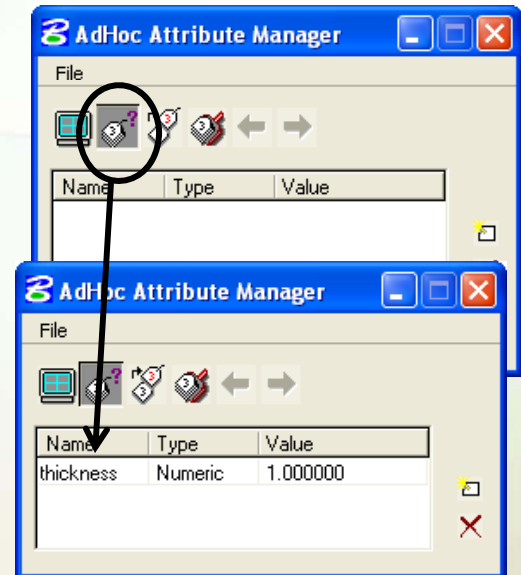 AdHoc Attribute Manager
File
Name Type Value
AdHoc Attribute Manager
File
Name Type Value
thickness Numeric 1.000000